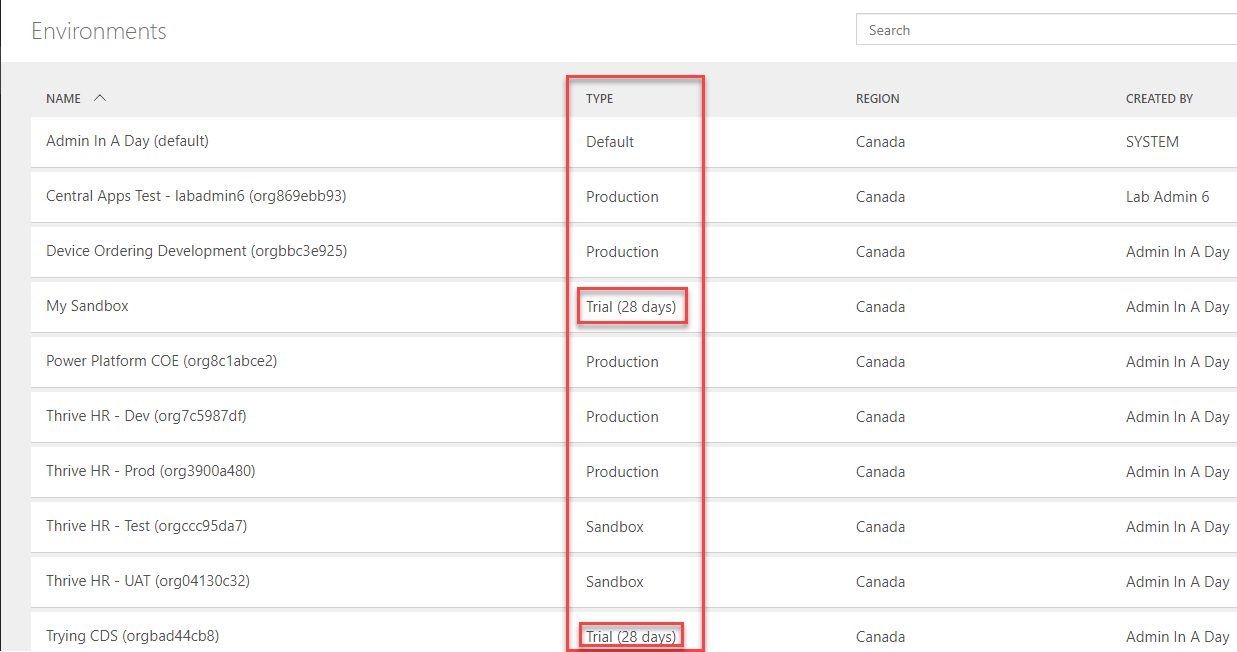 Environments
Search
NAME TYPE REGION CREATED BY
Admin In A Day (default) Default Canada SYSTEM
Central Apps Test - labadmin6 (org869ebb93) Production Canada Lab Admin 6
Device Ordering Development (orgbbc3e925) Production Canada Admin In A Day
My Sandbox Trial (28 days) Canada Admin In A Day
Power Platform COE (org8c1abce2) Production Canada Admin In A Day
Thrive HR - Dev (org7c5987df) Production Canada Admin In A Day
Thrive HR - Prod (org3900a480) Production Canada Admin In A Day
Thrive HR - Test (orgccc95da7) Sandbox Canada Admin In A Day
Thrive HR - UAT (org04130c32) Sandbox Canada Admin In A Day
Trying CDS (orgbad44cb8) Trial (28 days) Canada Admin In A Day